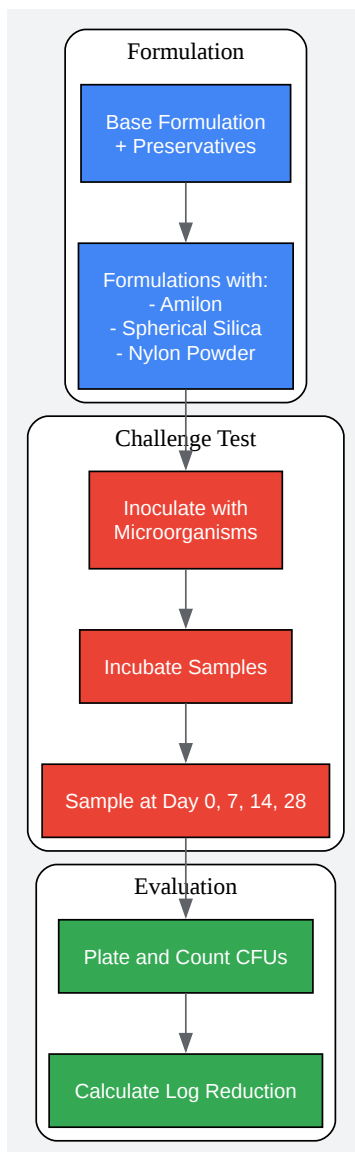 Formulation
Base Formulation
+ Preservatives
Formulations with:
- Amilon
- Spherical Silica
- Nylon Powder
Challenge Test
Inoculate with
Microorganisms
Incubate Samples
Sample at Day 0, 7, 14, 28
Evaluation
Plate and Count CFUs
Calculate Log Reduction